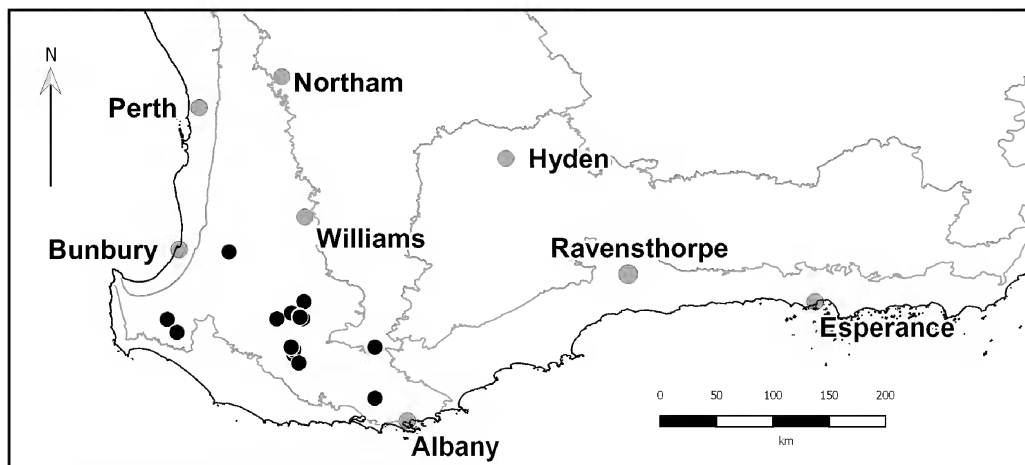 N
Northam
Perth
Hyden
Williams
Bunbury
Ravensthorpe
Esperance
0 50 100 150 200
km
Albany